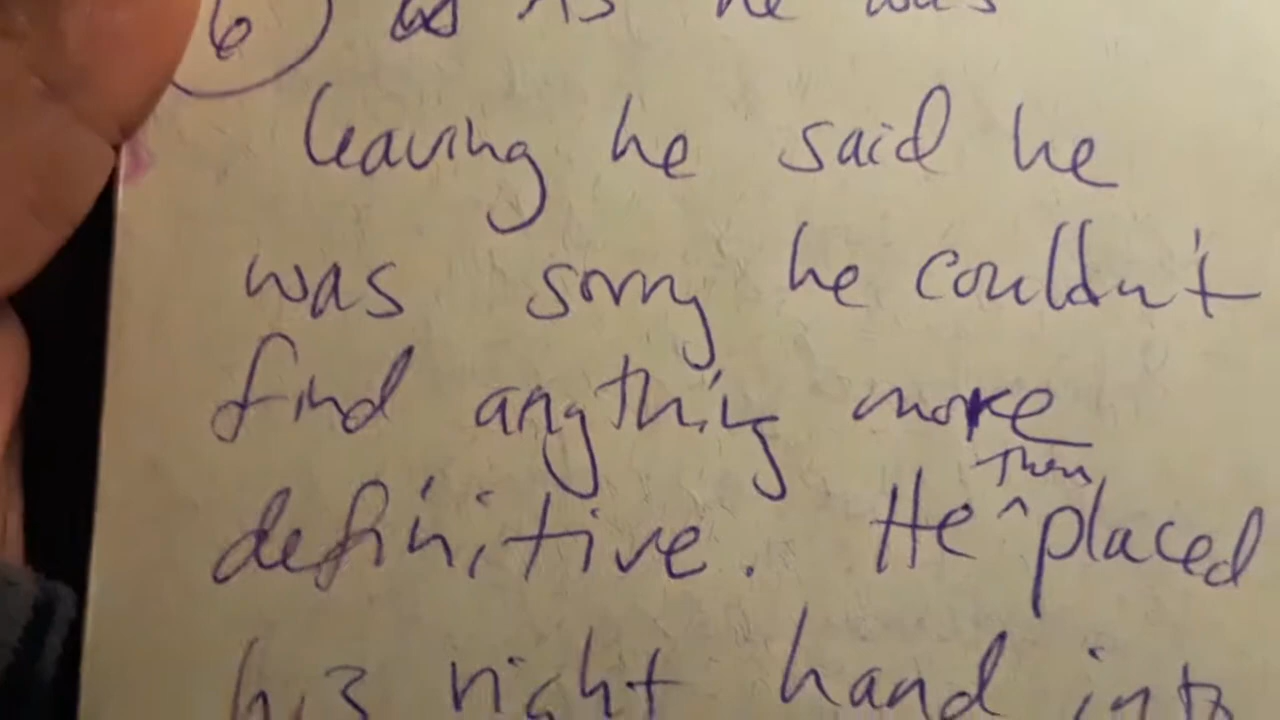 6 As he was
leaving he said he
was sorry he couldn't
find anything more
definitive. He ^then placed
his right hand into